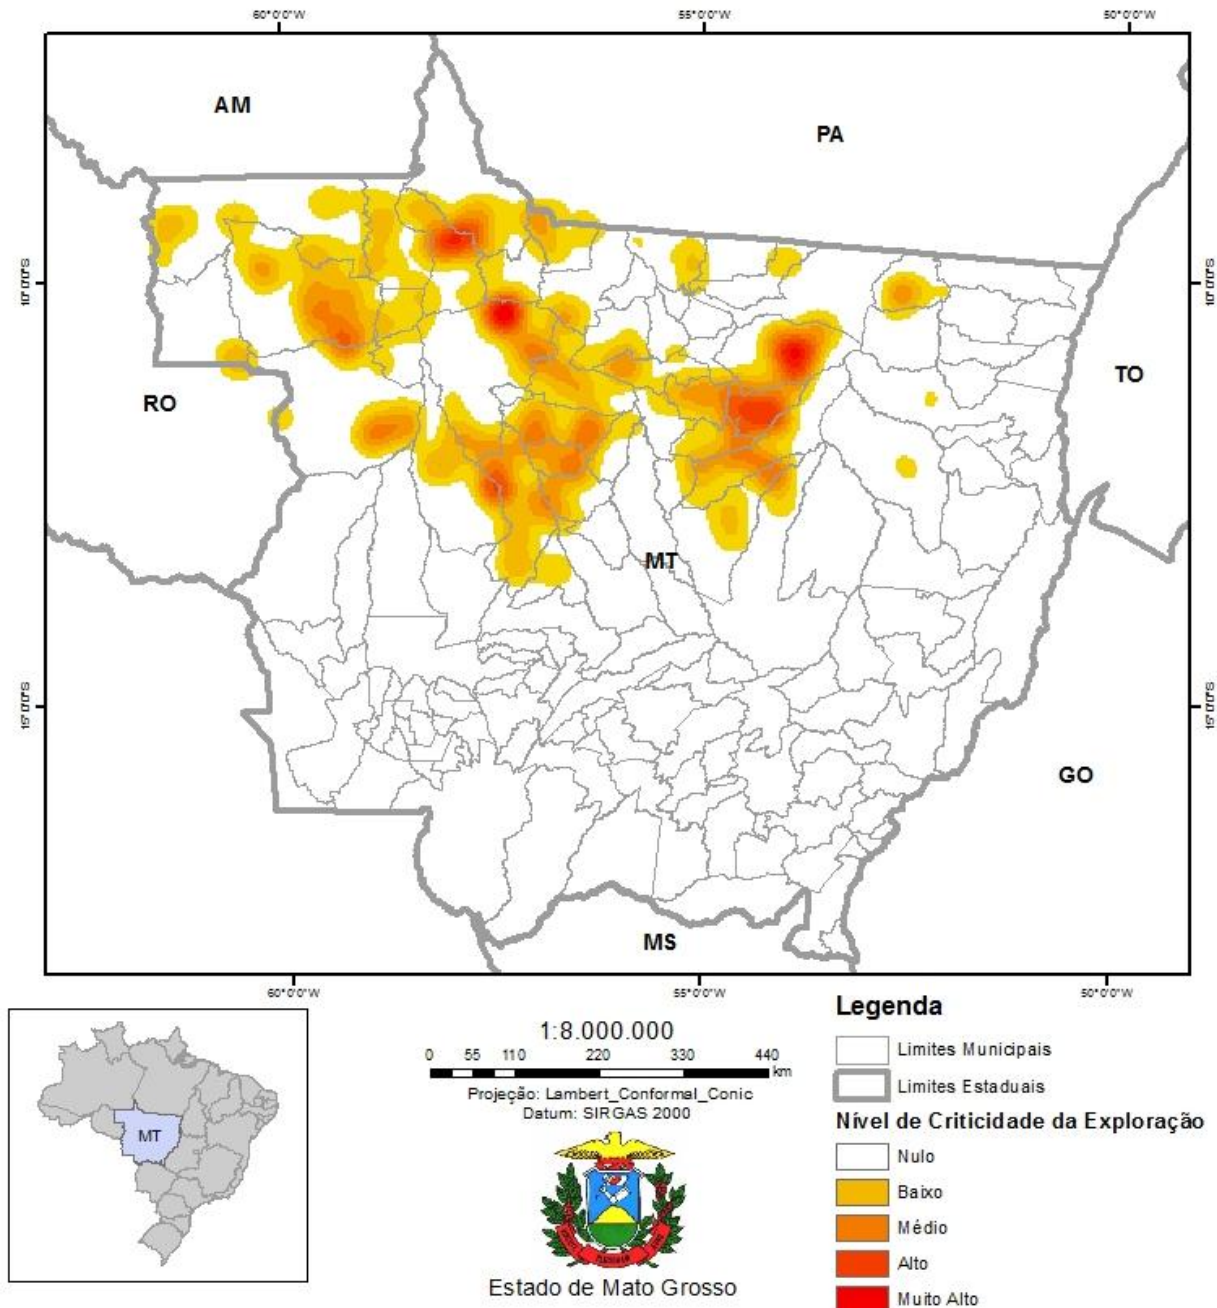 60°0'0"W 55°0'0"W 50°0'0"W
AM
PA
10°0'0"S 10°0'0"S
TO
RO
MT
15°0'0"S 15°0'0"S
GO
MS
60°0'0"W 55°0'0"W 50°0'0"W
MT
1:8.000.000
0 55 110 220 330 440
km
Projeção: Lambert_Conformal_Conic
Datum: SIRGAS 2000
Estado de Mato Grosso
Legenda
Limites Municipais
Limites Estaduais
Nível de Criticidade da Exploração
Nulo
Baixo
Médio
Alto
Muito Alto